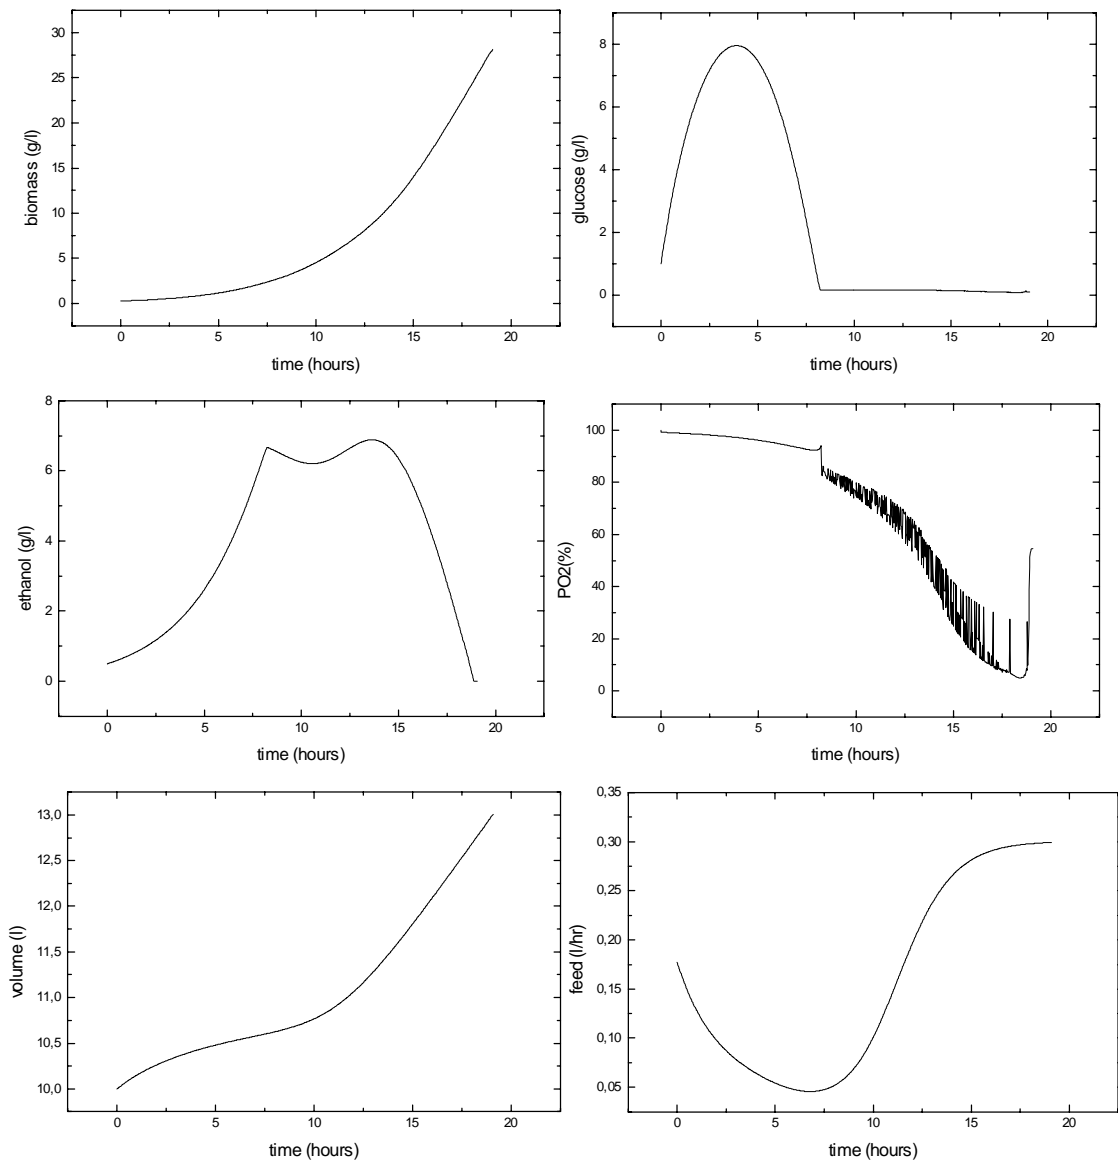 30
25
20
15
10
5
0
biomass (g/l)
0 5 10 15 20
time (hours)
8
6
4
2
0
glucose (g/l)
0 5 10 15 20
time (hours)
8
6
4
2
0
ethanol (g/l)
0 5 10 15 20
time (hours)
100
80
60
40
20
0
PO2(%)
0 5 10 15 20
time (hours)
13,0
12,5
12,0
11,5
11,0
10,5
10,0
volume (l)
0 5 10 15 20
time (hours)
0,35
0,30
0,25
0,20
0,15
0,10
0,05
feed (l/hr)
0 5 10 15 20
time (hours)